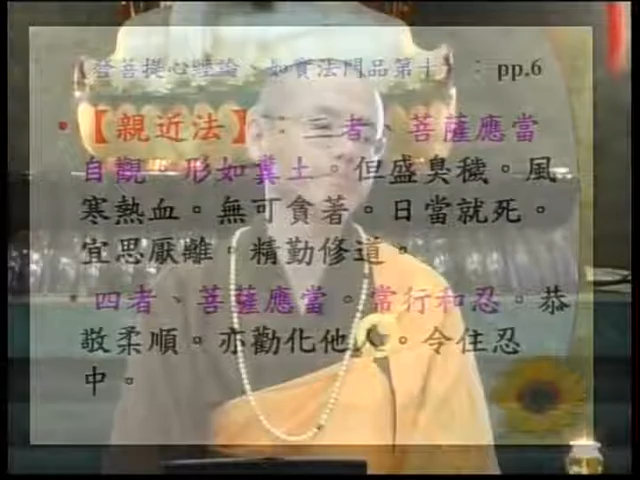 發菩提心經論、如實法門品第十 : pp.6
•【親近法】：三者、菩薩應當
自觀。形如糞土。但盛臭穢。風
寒熱血。無可貪著。日當就死。
宜思厭離。精勤修道。
四者、菩薩應當。常行和忍。恭
敬柔順。亦勸化他人。令住忍
中。